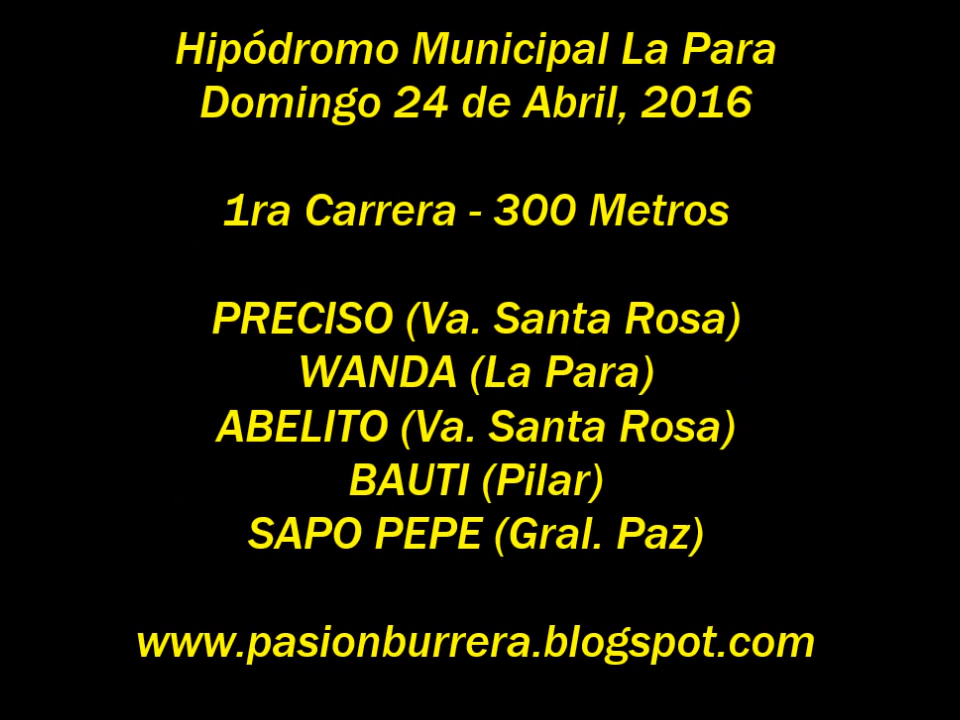 Hipódromo Municipal La Para
Domingo 24 de Abril, 2016
1ra Carrera - 300 Metros
PRECISO (Va. Santa Rosa)
WANDA (La Para)
ABELITO (Va. Santa Rosa)
BAUTI (Pilar)
SAPO PEPE (Gral. Paz)
www.pasionburrera.blogspot.com